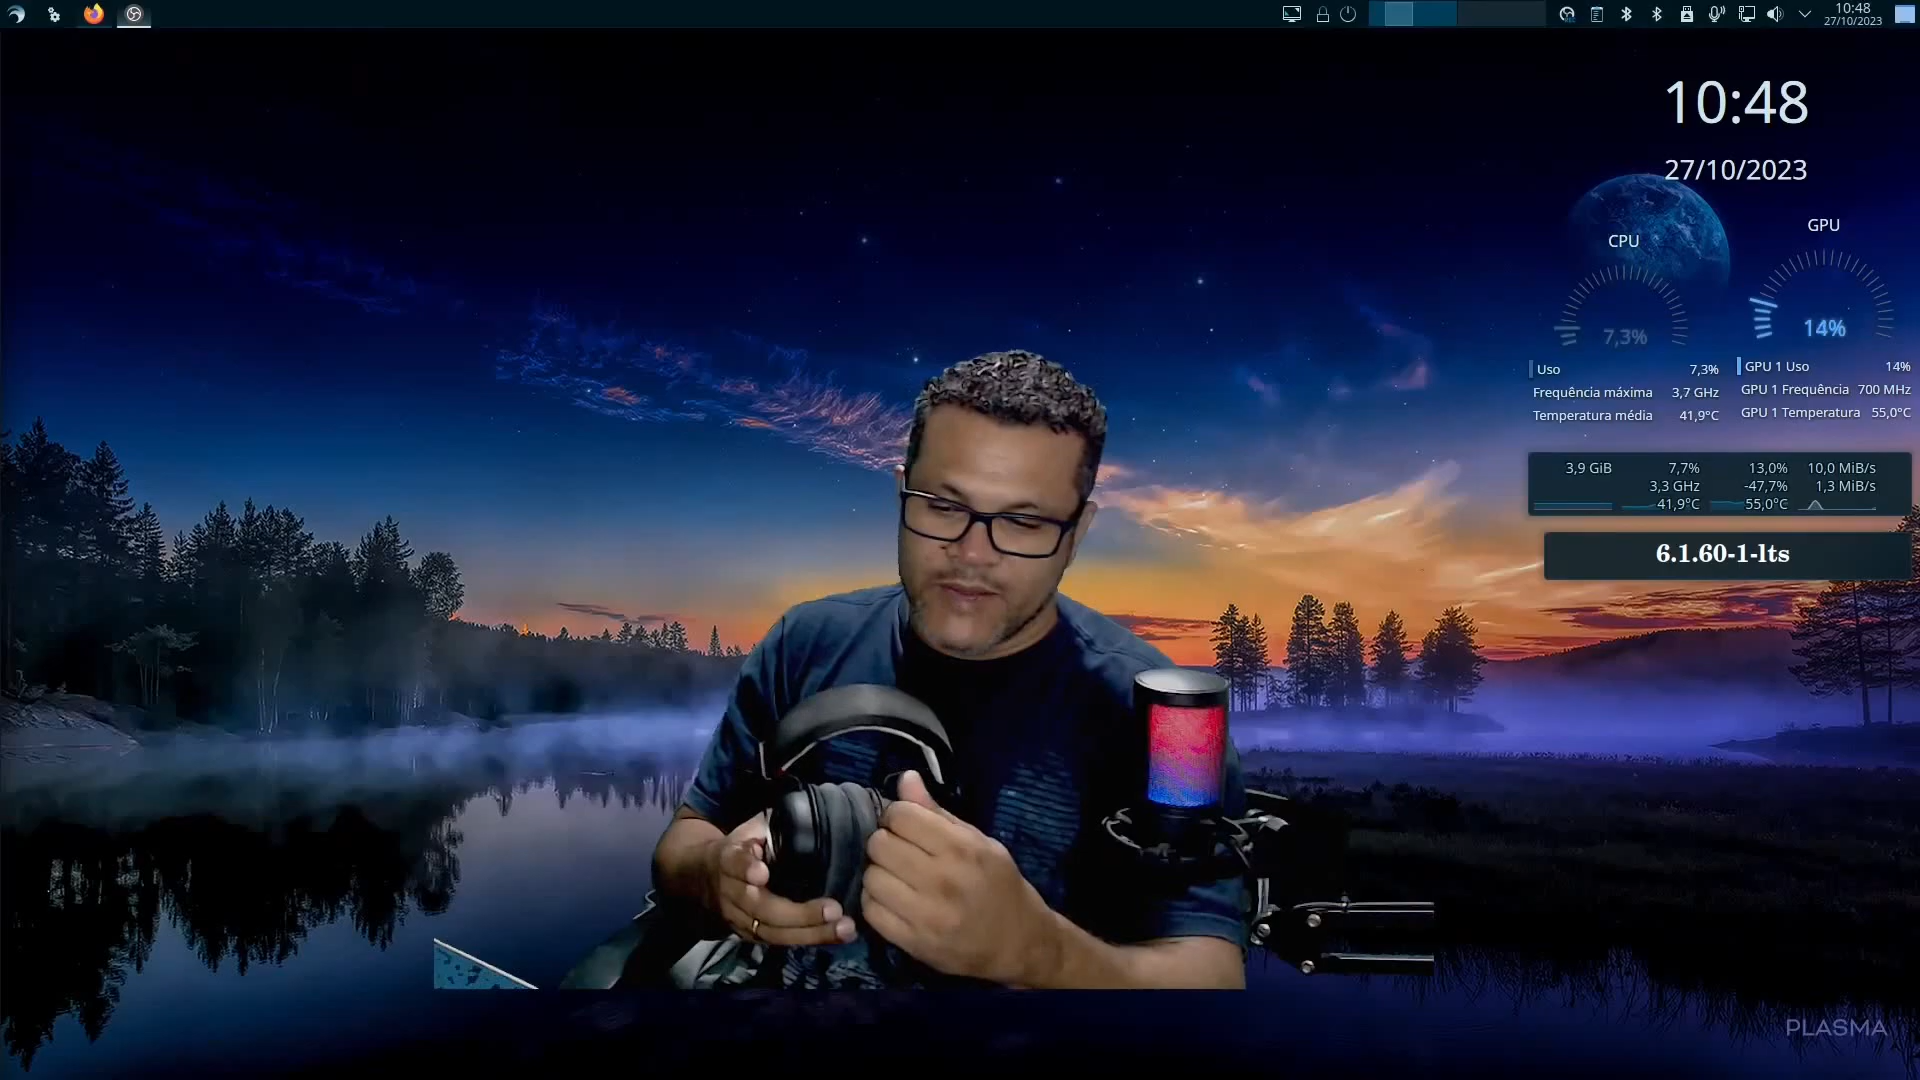 10:48
27/10/2023
10:48
27/10/2023
CPU
7,3%
Uso 7,3%
Frequência máxima 3,7 GHz
Temperatura média 41,9°C
GPU
14%
GPU 1 Uso 14%
GPU 1 Frequência 700 MHz
GPU 1 Temperatura 55,0°C
3,9 GiB 7,7% 13,0% 10,0 MiB/s
3,3 GHz -47,7% 1,3 MiB/s
41,9°C 55,0°C
6.1.60-1-lts
PLASMA